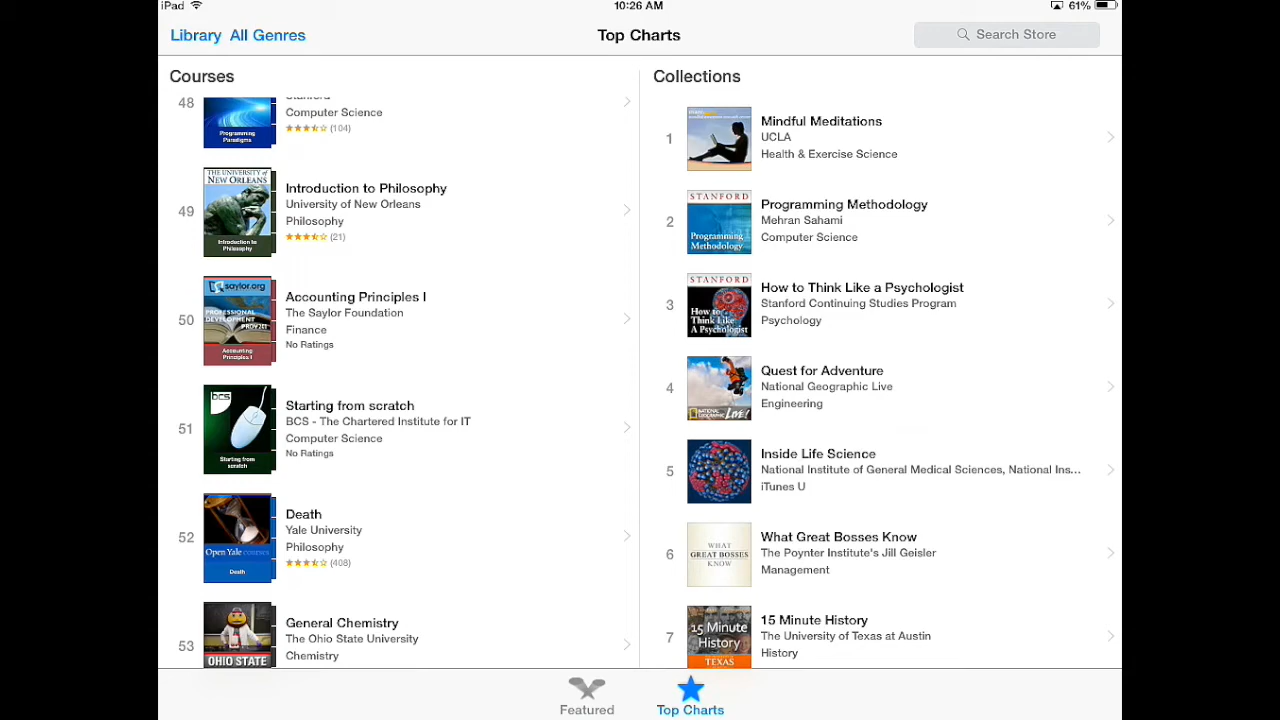 iPad
10:26 AM
61%
Library All Genres
Top Charts
Search Store
Courses
48
Stanford
Computer Science
(104)
Programming
Paradigms
49
THE UNIVERSITY of
NEW ORLEANS
Introduction to
Philosophy
Introduction to Philosophy
University of New Orleans
Philosophy
(21)
50
saylor.org
PROFESSIONAL
DEVELOPMENT
Accounting
Principles I
Accounting Principles I
The Saylor Foundation
Finance
No Ratings
51
bcs
Starting from
scratch
Starting from scratch
BCS - The Chartered Institute for IT
Computer Science
No Ratings
52
Open Yale courses
Death
Death
Yale University
Philosophy
(408)
53
OHIO STATE
General Chemistry
The Ohio State University
Chemistry
Collections
1
Mindful Meditations
UCLA
Health & Exercise Science
2
STANFORD
Programming
Methodology
Programming Methodology
Mehran Sahami
Computer Science
3
STANFORD
How to
Think Like
A Psychologist
How to Think Like a Psychologist
Stanford Continuing Studies Program
Psychology
4
NATIONAL
GEOGRAPHIC
LIVE!
Quest for Adventure
National Geographic Live
Engineering
5
Inside Life Science
National Institute of General Medical Sciences, National Ins...
iTunes U
6
WHAT
GREAT BOSSES
KNOW
What Great Bosses Know
The Poynter Institute's Jill Geisler
Management
7
15 Minute
History
TEXAS
15 Minute History
The University of Texas at Austin
History
Featured
Top Charts